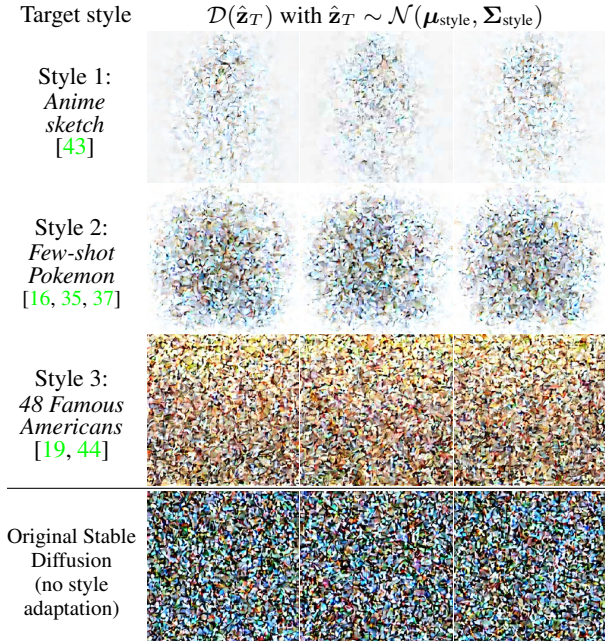 Target style
𝒟(ẑ_T) with ẑ_T ∼ 𝒩(μ_style, Σ_style)
Style 1:
Anime
sketch
[43]
Style 2:
Few-shot
Pokemon
[16, 35, 37]
Style 3:
48 Famous
Americans
[19, 44]
Original Stable
Diffusion
(no style
adaptation)